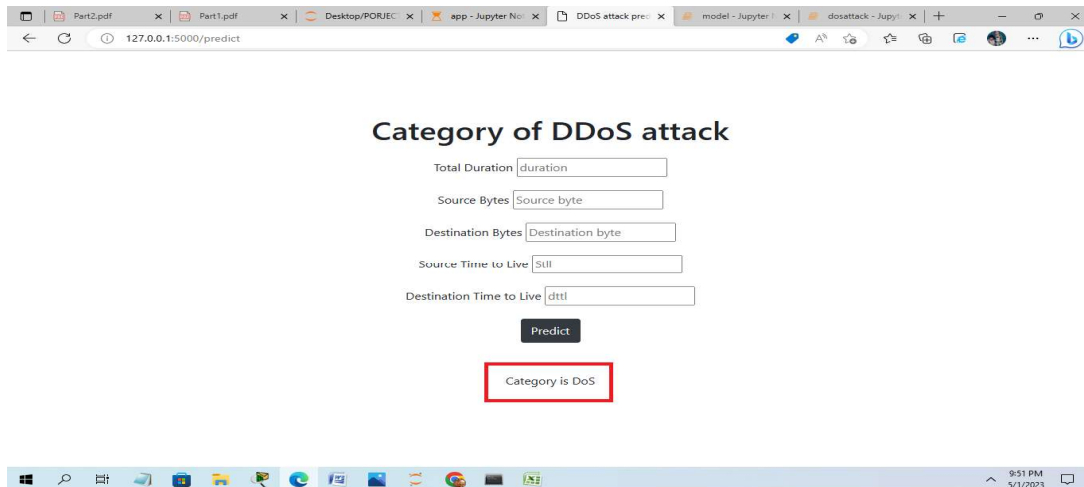 Part2.pdf
Part1.pdf
Desktop/PORJEC
app - Jupyter No
DDoS attack pred
model - Jupyter
dosattack - Jupyt
127.0.0.1:5000/predict
Category of DDoS attack
Total Duration duration
Source Bytes Source byte
Destination Bytes Destination byte
Source Time to Live Sttl
Destination Time to Live dttl
Predict
Category is DoS
9:51 PM
5/1/2023